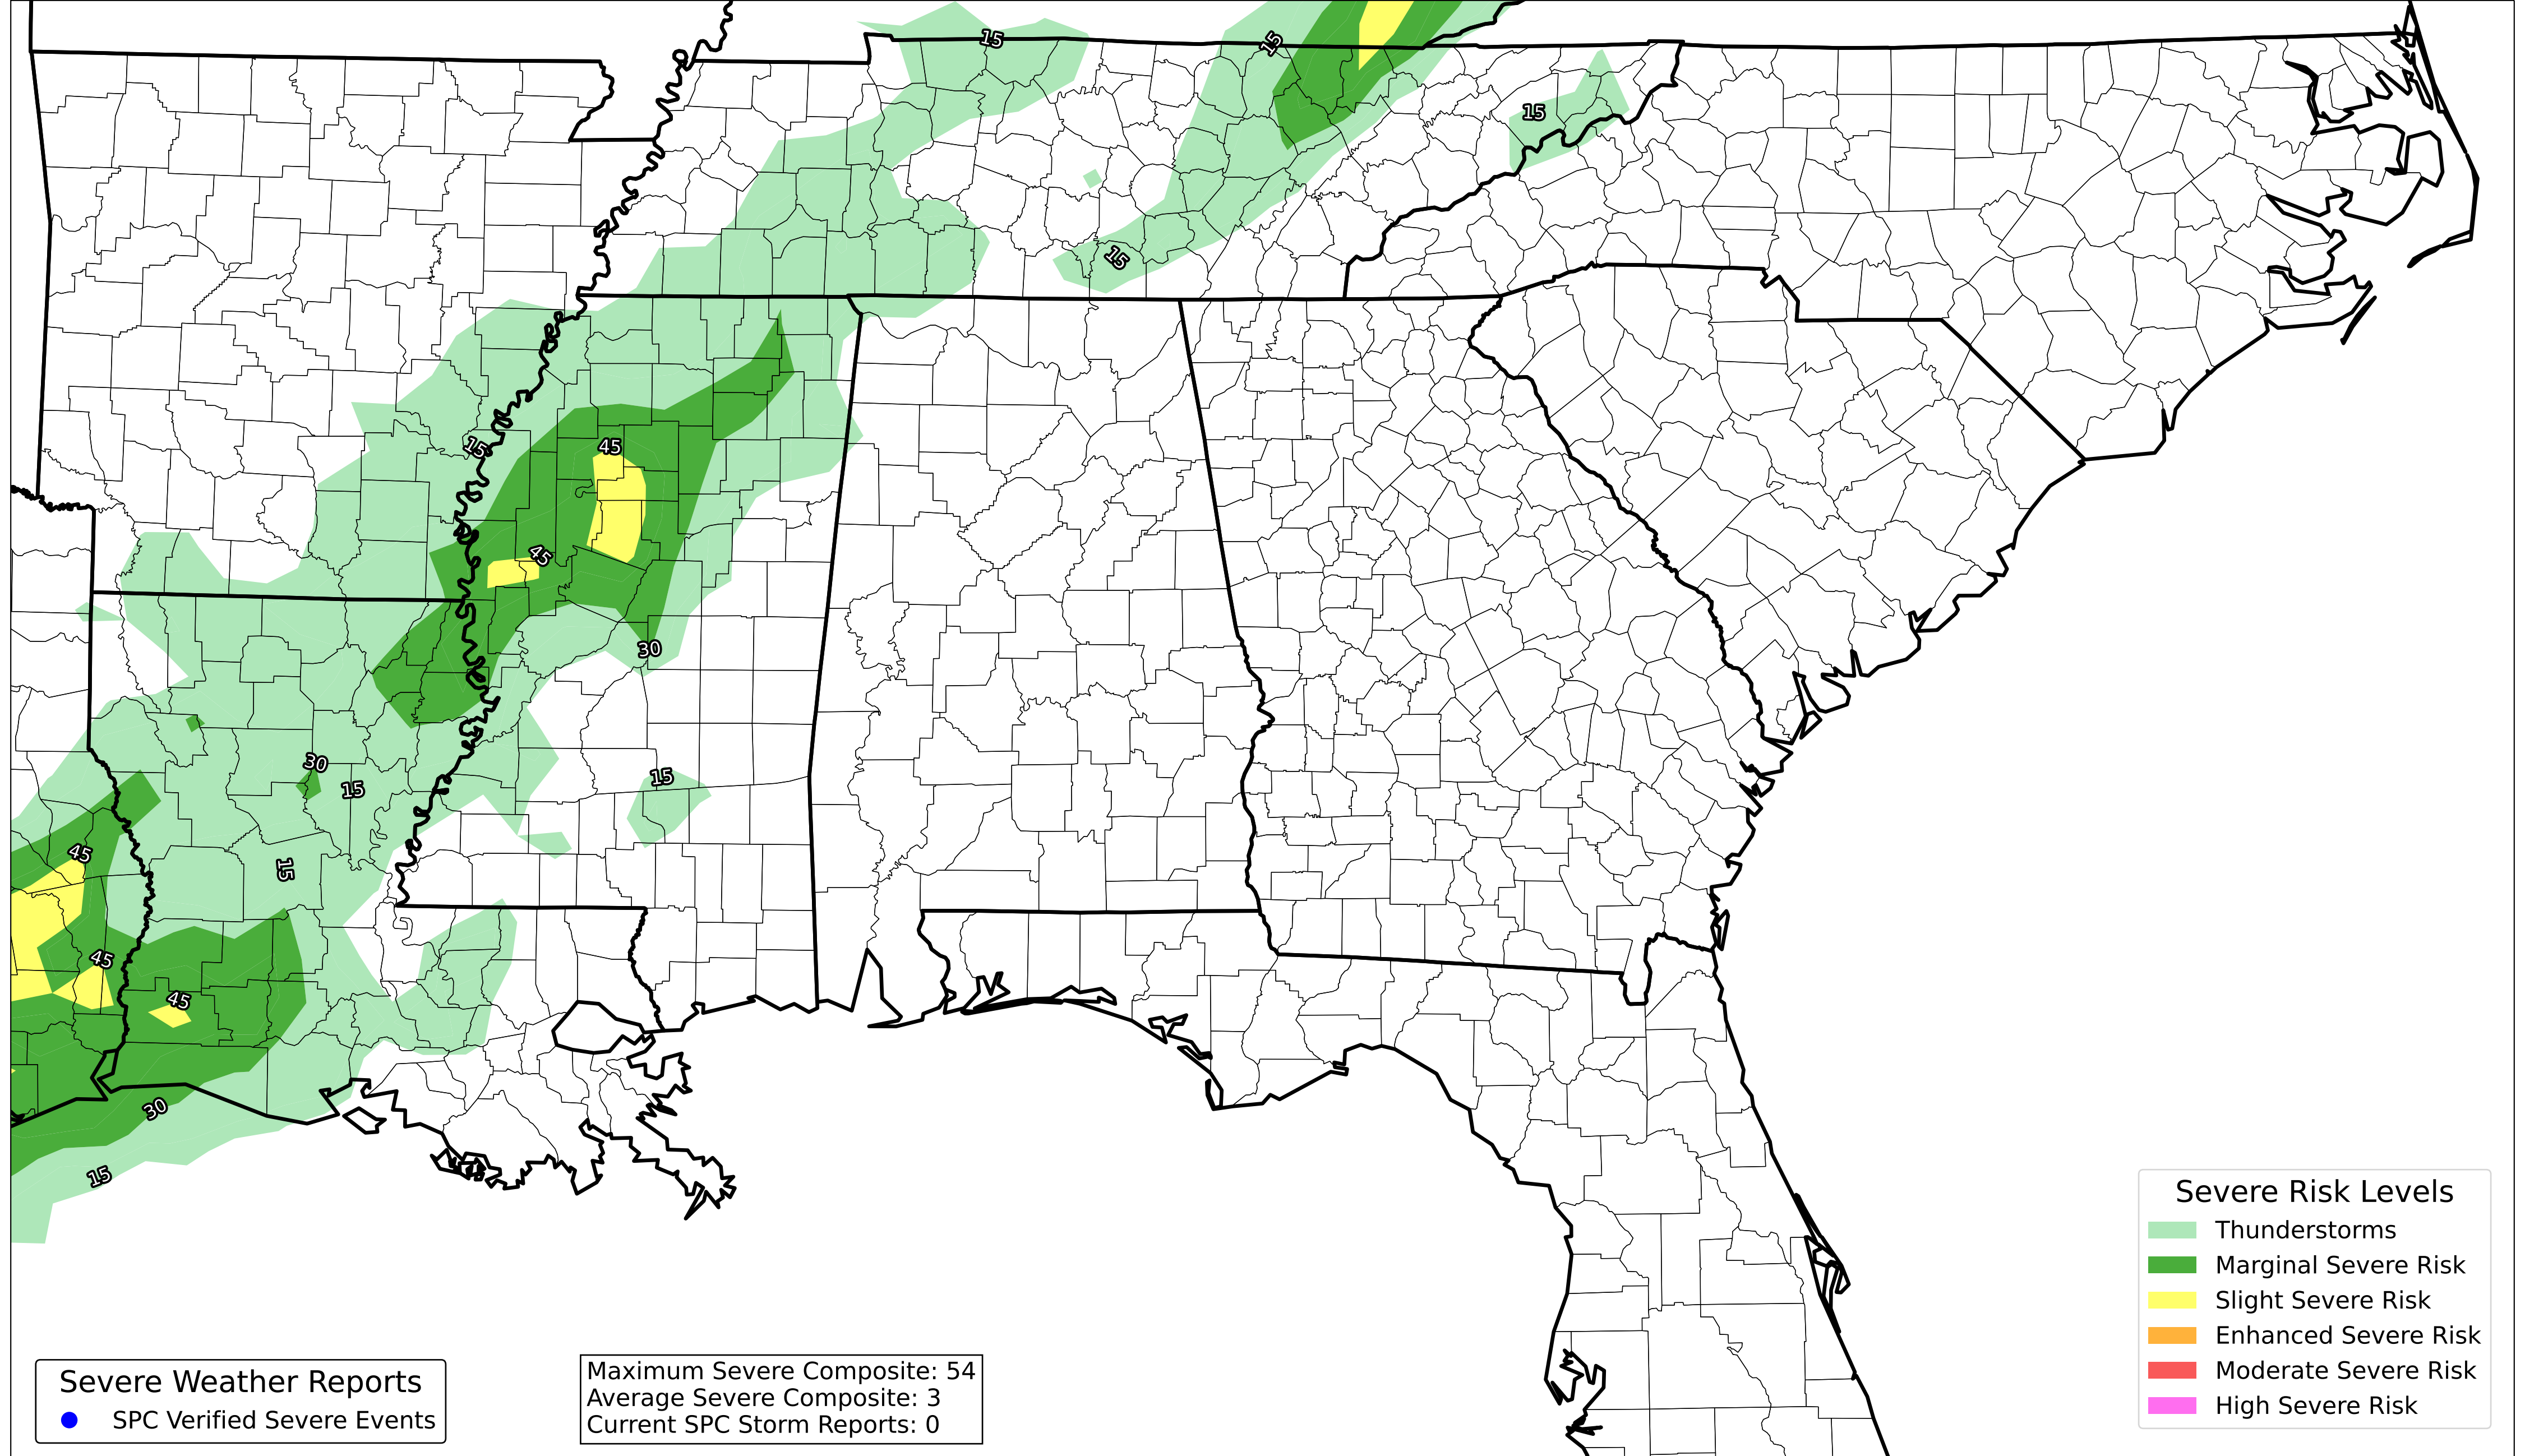 15
15
15
15
45
15
45
30
30
15
15
45
15
45
45
30
15
Severe Risk Levels
Thunderstorms
Marginal Severe Risk
Slight Severe Risk
Enhanced Severe Risk
Moderate Severe Risk
High Severe Risk
Severe Weather Reports
SPC Verified Severe Events
Maximum Severe Composite: 54
Average Severe Composite: 3
Current SPC Storm Reports: 0